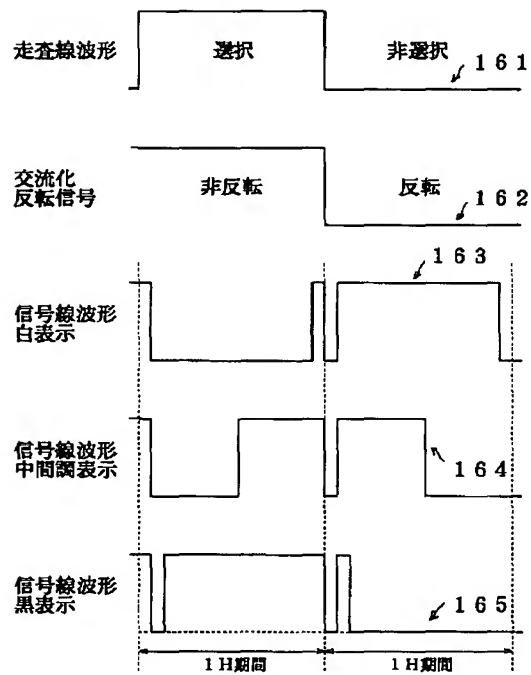 走査線波形
選択
非選択
１６１
交流化
反転信号
非反転
反転
１６２
１６３
信号線波形
白表示
信号線波形
中間調表示
１６４
信号線波形
黒表示
１６５
１Ｈ期間
１Ｈ期間